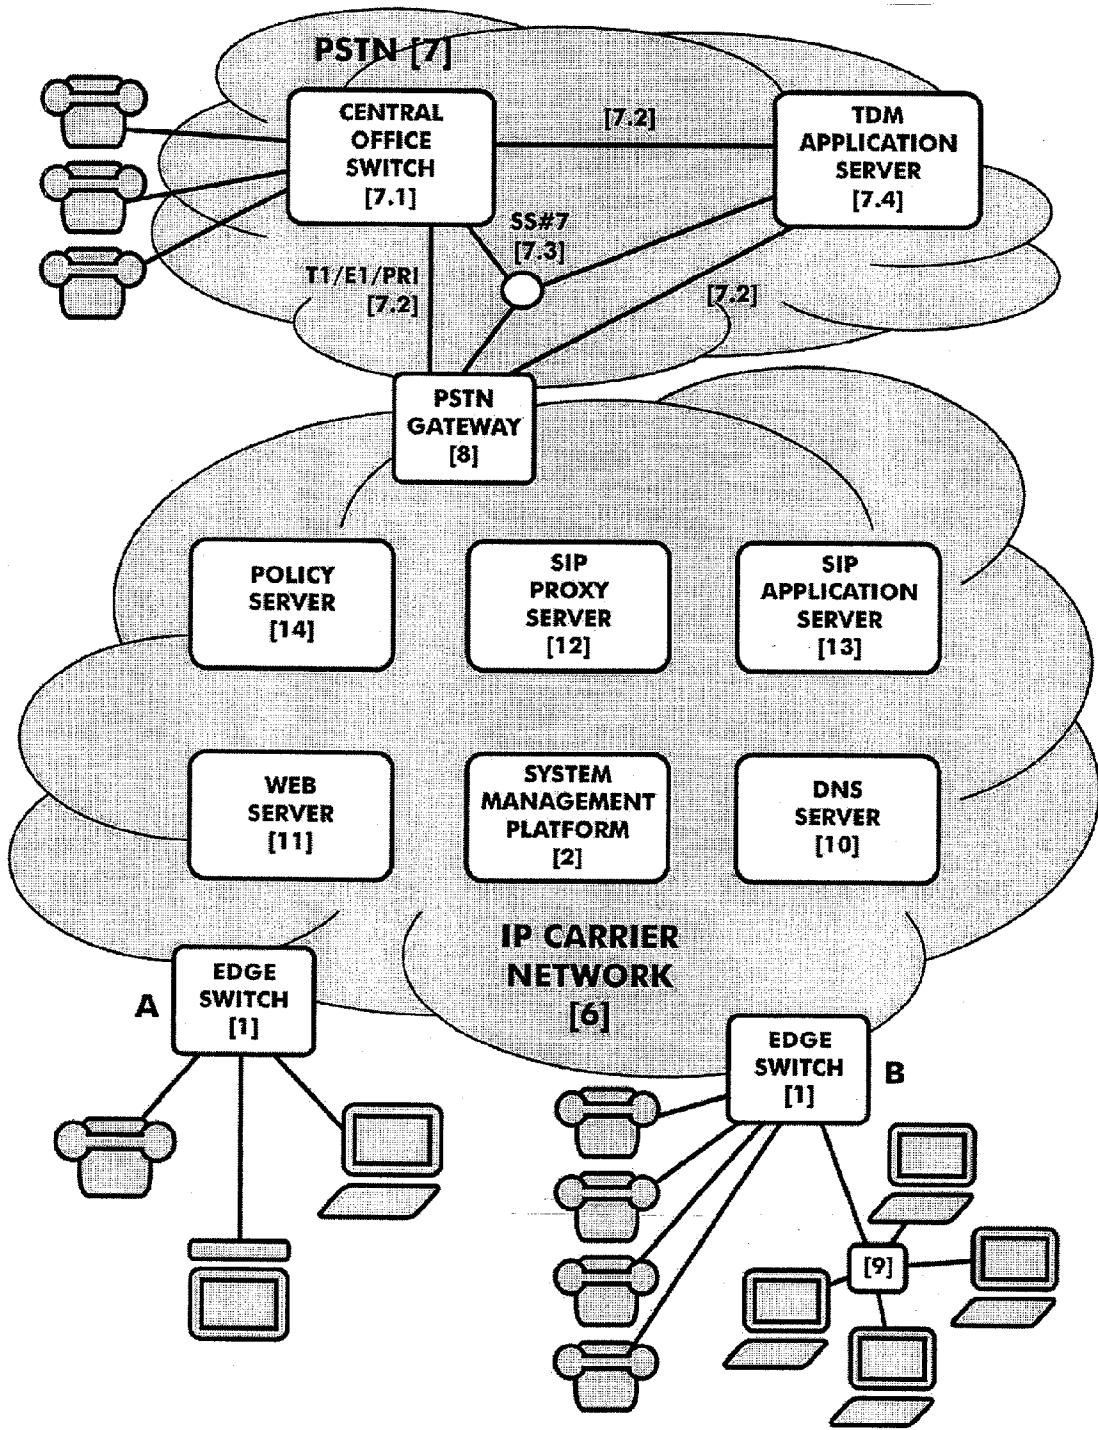 PSTN [7]
CENTRAL
OFFICE
SWITCH
[7.1]
[7.2]
TDM
APPLICATION
SERVER
[7.4]
SS#7
[7.3]
T1/E1/PRI
[7.2]
[7.2]
PSTN
GATEWAY
[8]
POLICY
SERVER
[14]
SIP
PROXY
SERVER
[12]
SIP
APPLICATION
SERVER
[13]
WEB
SERVER
[11]
SYSTEM
MANAGEMENT
PLATFORM
[2]
DNS
SERVER
[10]
IP CARRIER
NETWORK
[6]
A
EDGE
SWITCH
[1]
EDGE
SWITCH
[1]
B
[9]